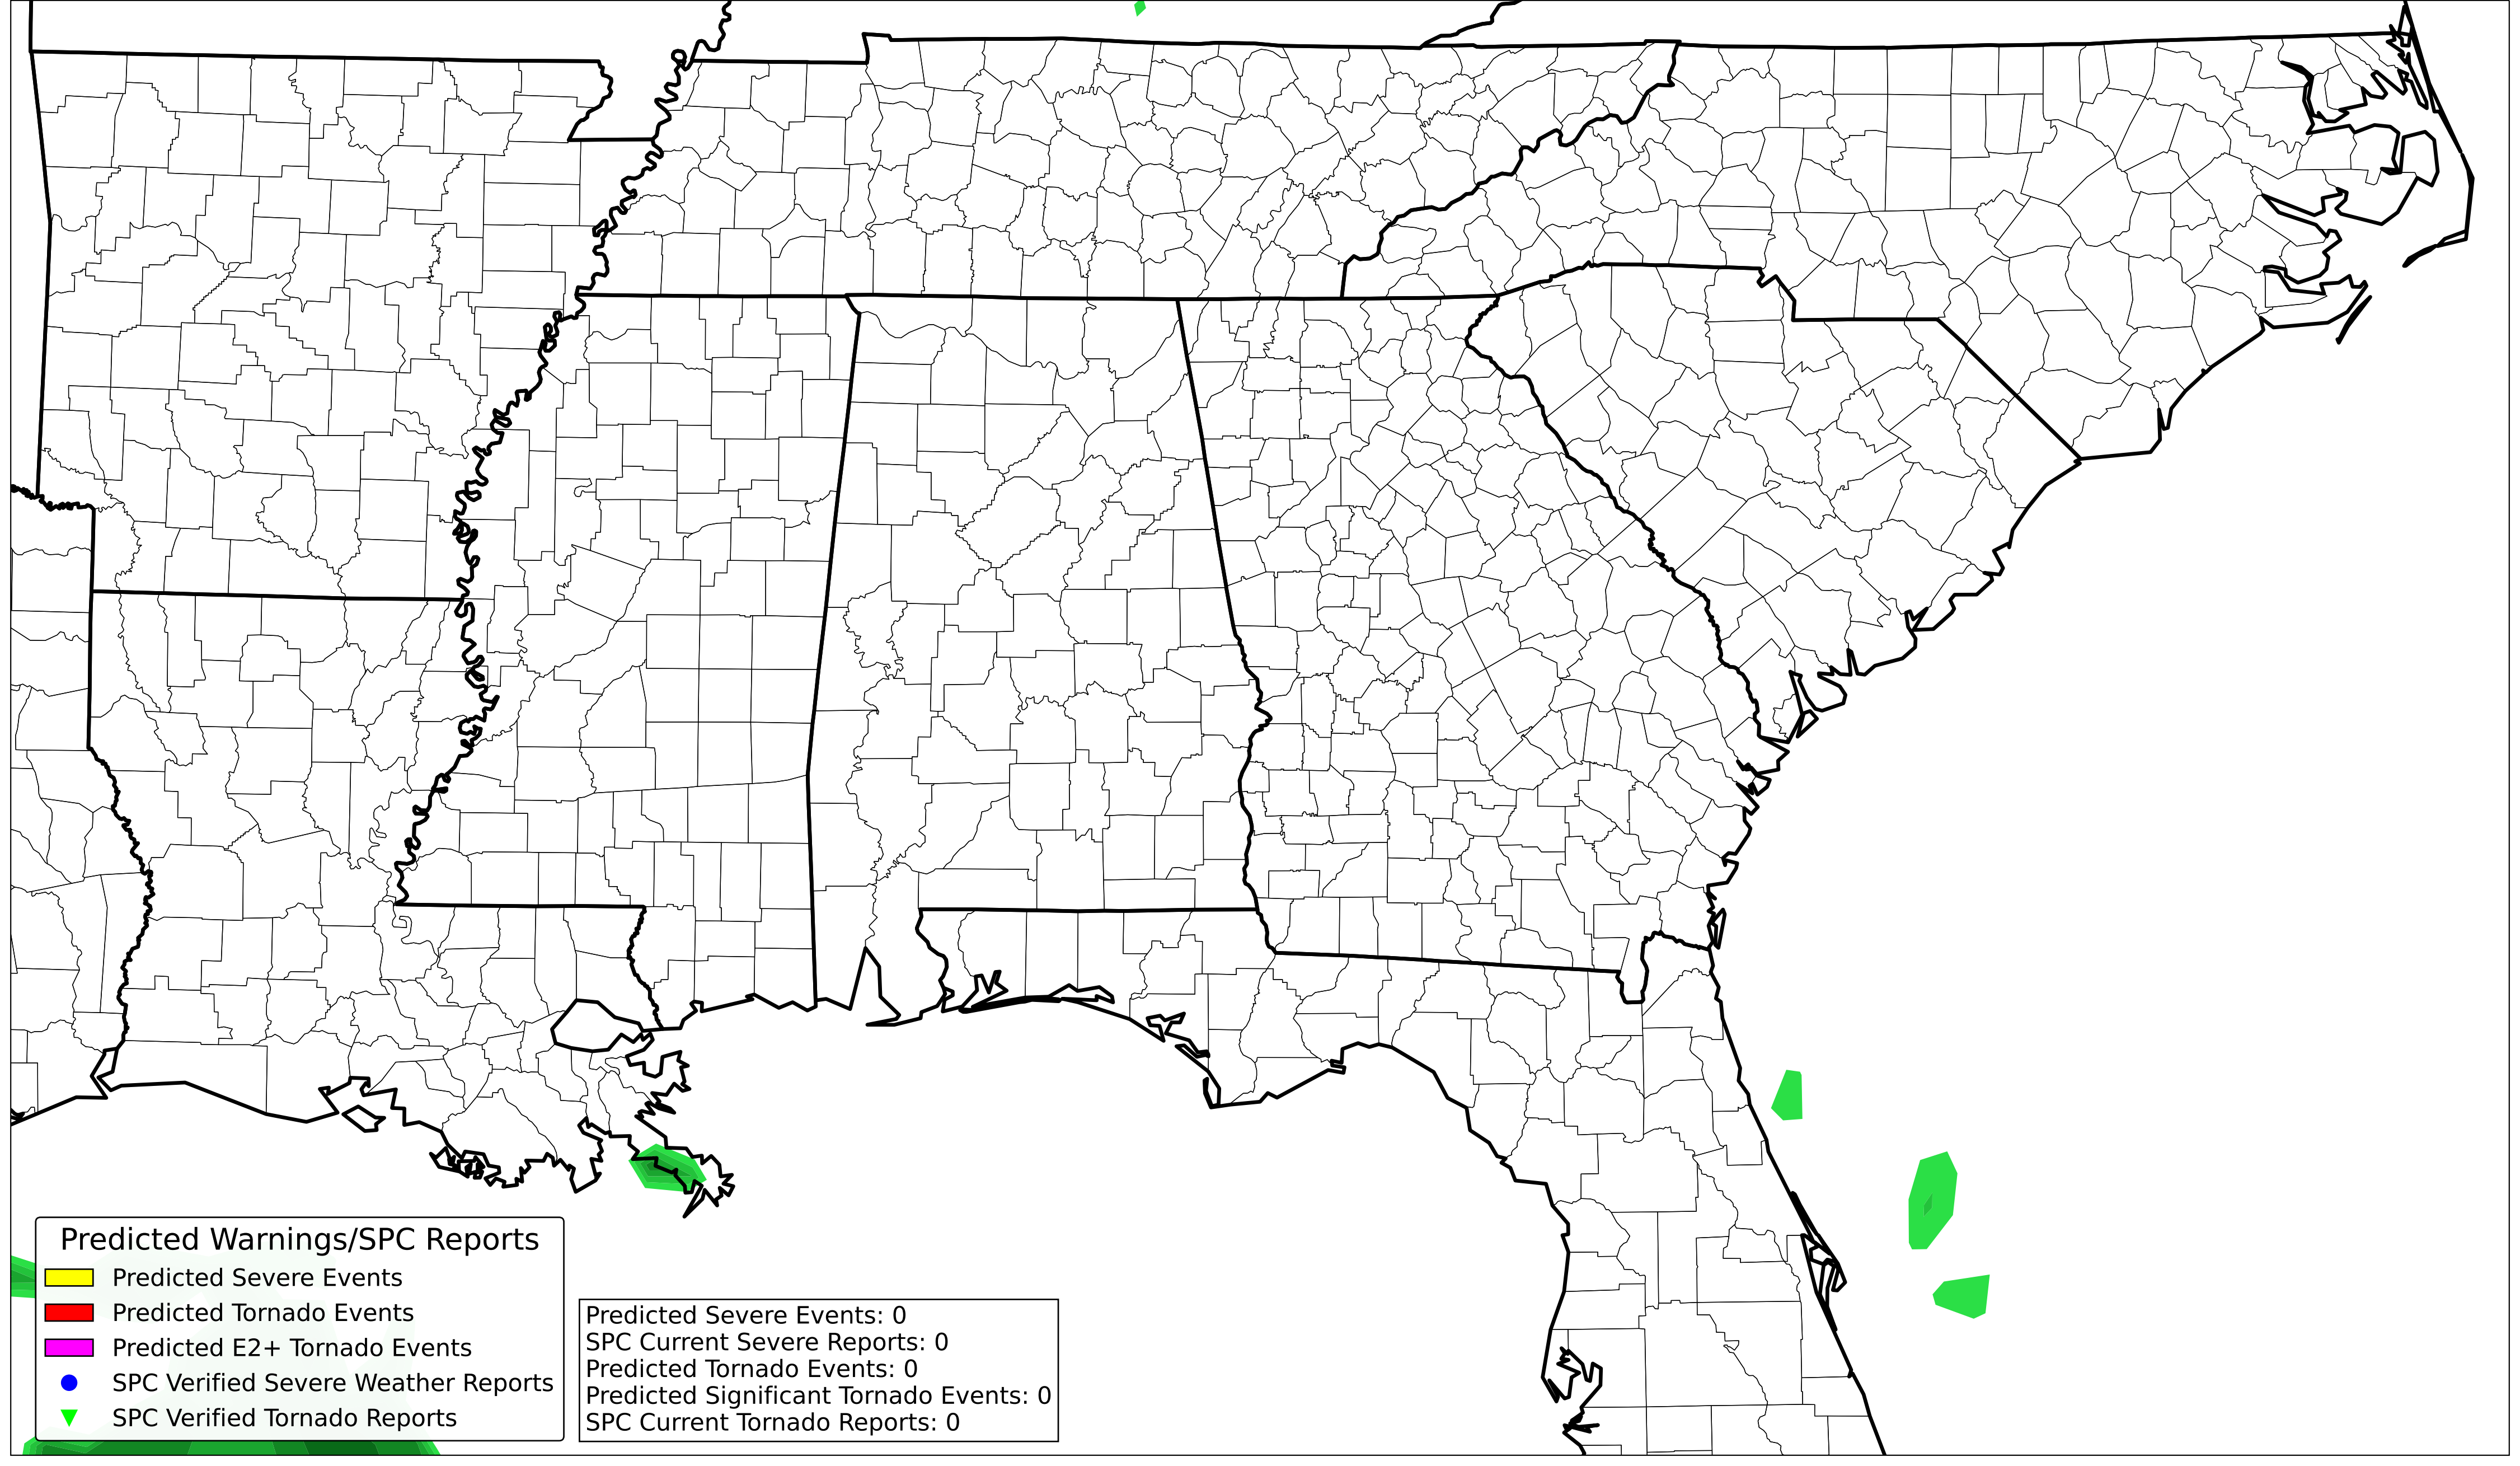 Predicted Warnings/SPC Reports
Predicted Severe Events
Predicted Tornado Events
Predicted E2+ Tornado Events
SPC Verified Severe Weather Reports
SPC Verified Tornado Reports
Predicted Severe Events: 0
SPC Current Severe Reports: 0
Predicted Tornado Events: 0
Predicted Significant Tornado Events: 0
SPC Current Tornado Reports: 0